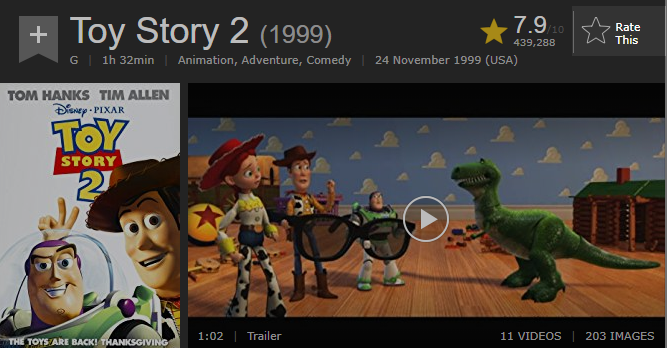 Toy Story 2 (1999)
7.9/10
439,288
Rate
This
G | 1h 32min | Animation, Adventure, Comedy | 24 November 1999 (USA)
TOM HANKS TIM ALLEN
Disney · PIXAR
TOY
STORY
2
THE TOYS ARE BACK! THANKSGIVING
1:02 | Trailer
11 VIDEOS | 203 IMAGES